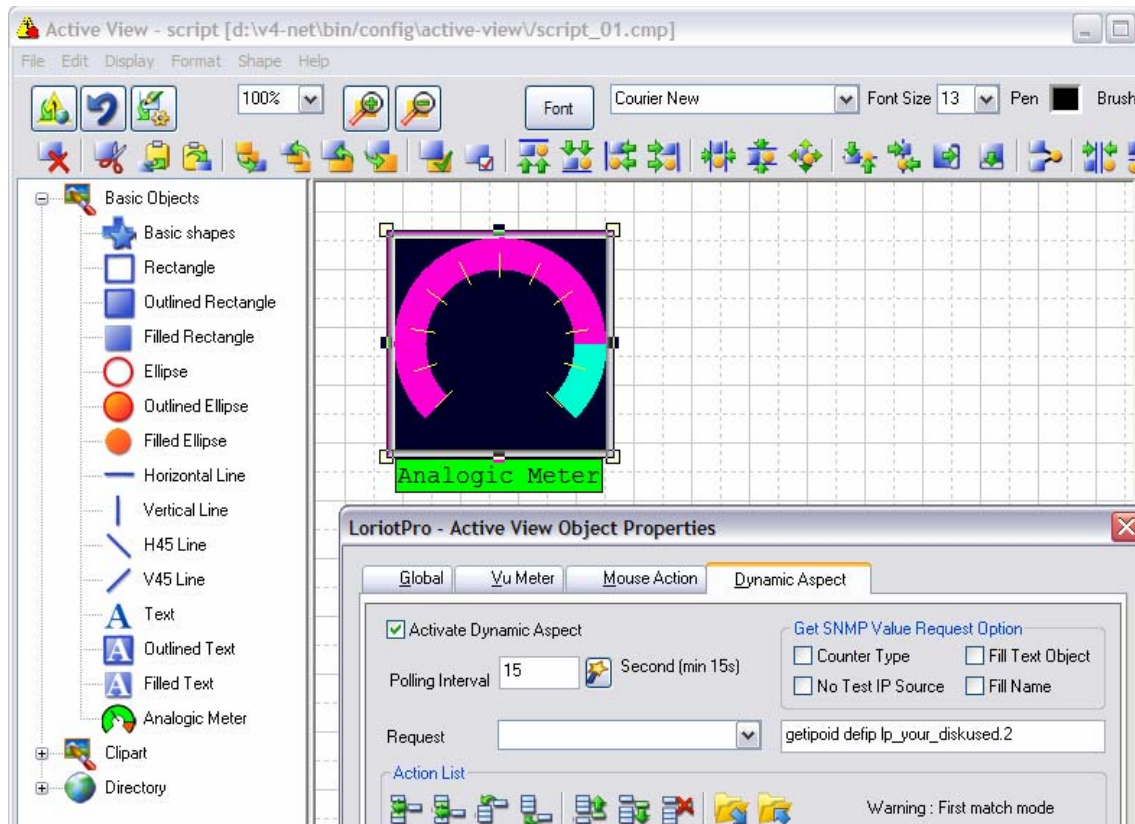 Active View - script [d:\v4-net\bin/config\active-view\/script_01.cmp]
File Edit Display Format Shape Help
100% Font Courier New Font Size 13 Pen Brush
Basic Objects
Basic shapes
Rectangle
Outlined Rectangle
Filled Rectangle
Ellipse
Outlined Ellipse
Filled Ellipse
Horizontal Line
Vertical Line
H45 Line
V45 Line
Text
Outlined Text
Filled Text
Analogic Meter
Clipart
Directory
Analogic Meter
LoriotPro - Active View Object Properties
Global Vu Meter Mouse Action Dynamic Aspect
Activate Dynamic Aspect
Polling Interval 15 Second (min 15s)
Get SNMP Value Request Option
Counter Type Fill Text Object
No Test IP Source Fill Name
Request getipoid defip lp_your_diskused.2
Action List
Warning : First match mode